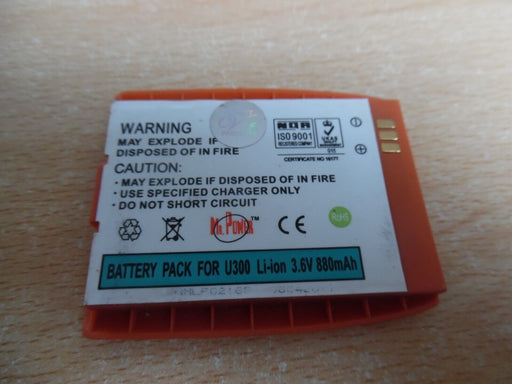 WARNING
MAY EXPLODE IF
DISPOSED OF IN FIRE
CAUTION:
• MAY EXPLODE IF DISPOSED OF IN FIRE
• USE SPECIFIED CHARGER ONLY
• DO NOT SHORT CIRCUIT
NQA
ISO 9001
REGISTERED COMPANY
UKAS
015
CERTIFICATE NO 16177
MR. POWER™
CE
RoHS
BATTERY PACK FOR U300 Li-ion 3.6V 880mAh